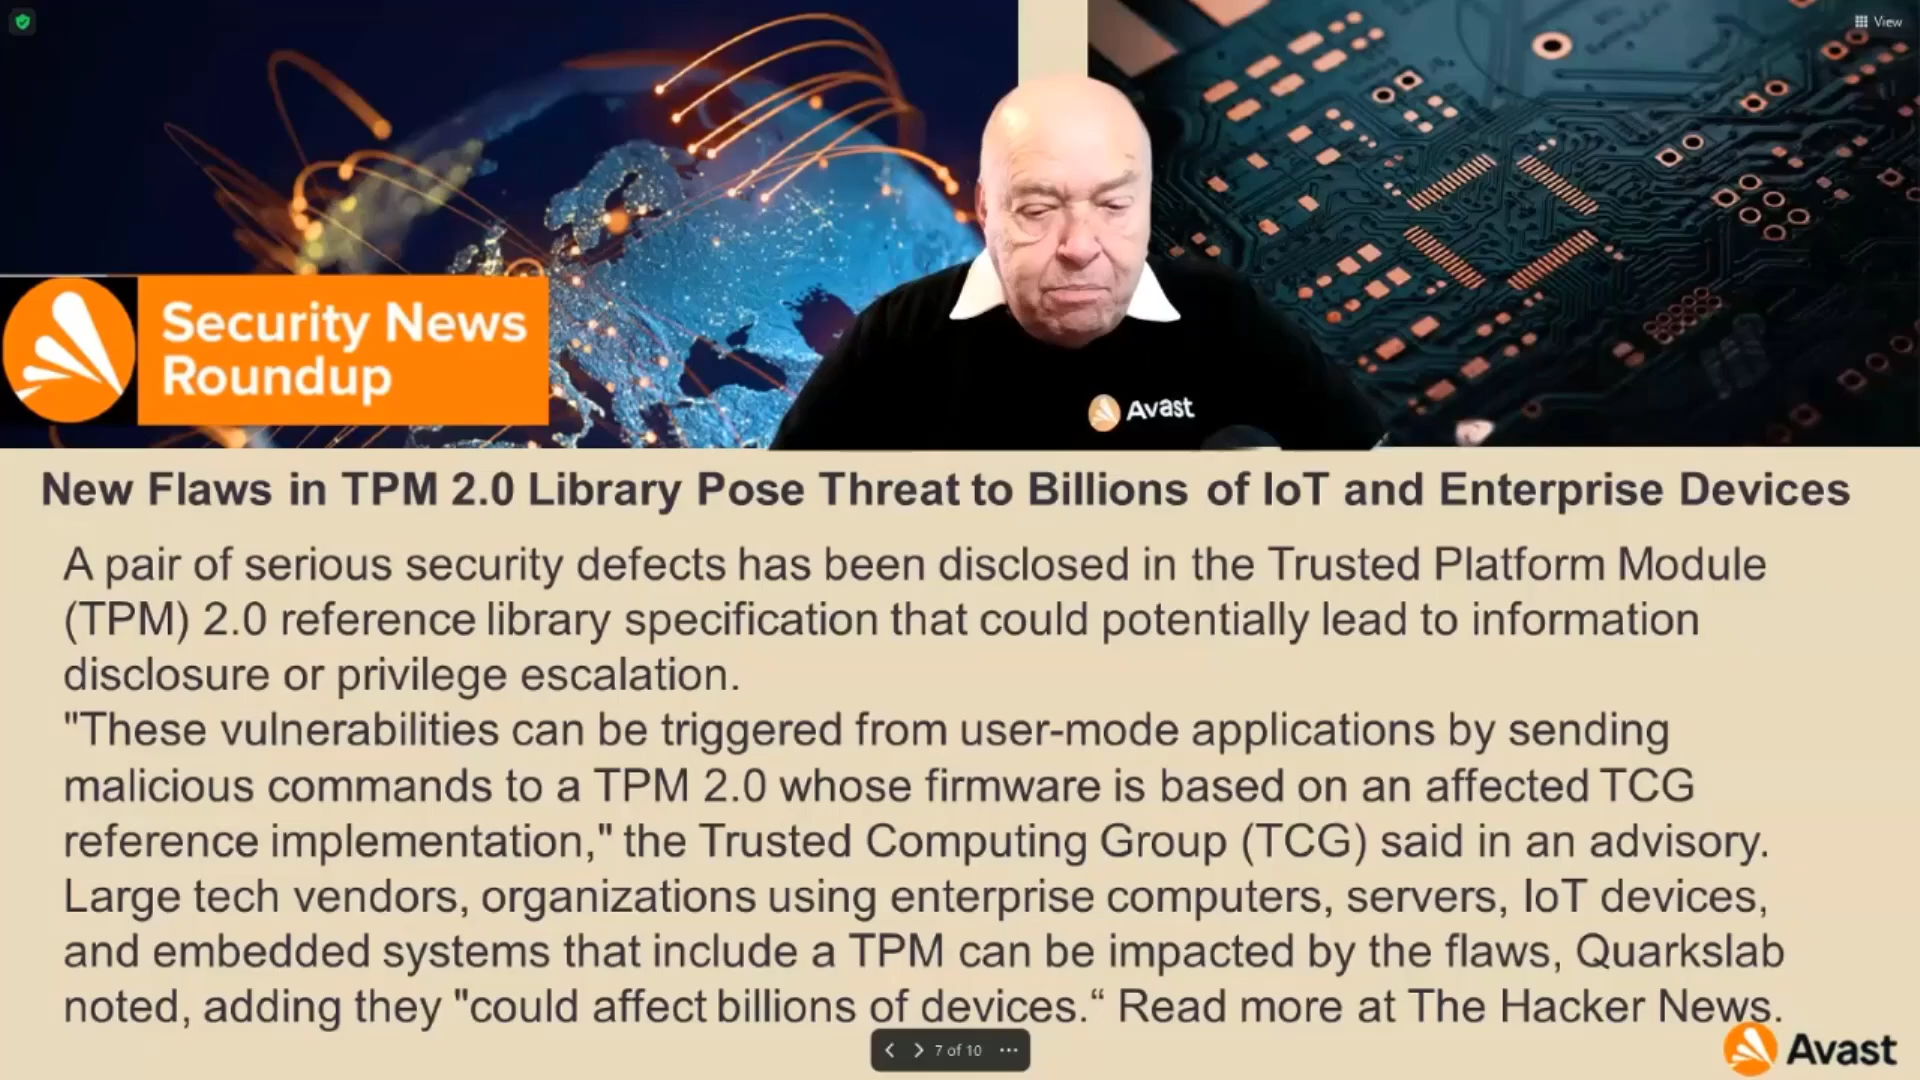 View
Security News
Roundup
Avast
New Flaws in TPM 2.0 Library Pose Threat to Billions of IoT and Enterprise Devices
A pair of serious security defects has been disclosed in the Trusted Platform Module
(TPM) 2.0 reference library specification that could potentially lead to information
disclosure or privilege escalation.
"These vulnerabilities can be triggered from user-mode applications by sending
malicious commands to a TPM 2.0 whose firmware is based on an affected TCG
reference implementation," the Trusted Computing Group (TCG) said in an advisory.
Large tech vendors, organizations using enterprise computers, servers, IoT devices,
and embedded systems that include a TPM can be impacted by the flaws, Quarkslab
noted, adding they "could affect billions of devices.“ Read more at The Hacker News.
7 of 10
Avast